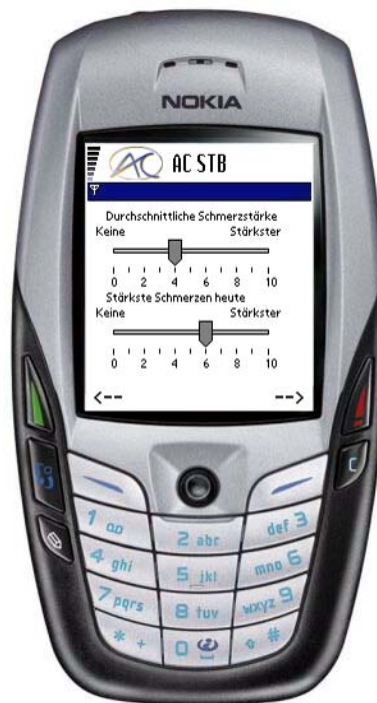 NOKIA
AC AC STB
Durchschnittliche Schmerzstärke
Keine Stärkster
0 2 4 6 8 10
Stärkste Schmerzen heute
Keine Stärkster
0 2 4 6 8 10
<-- -->
C
1 2 abc def 3
4 ghi 5 jkl mno 6
7 pqrs 8 tuv wxyz 9
* + 0 #